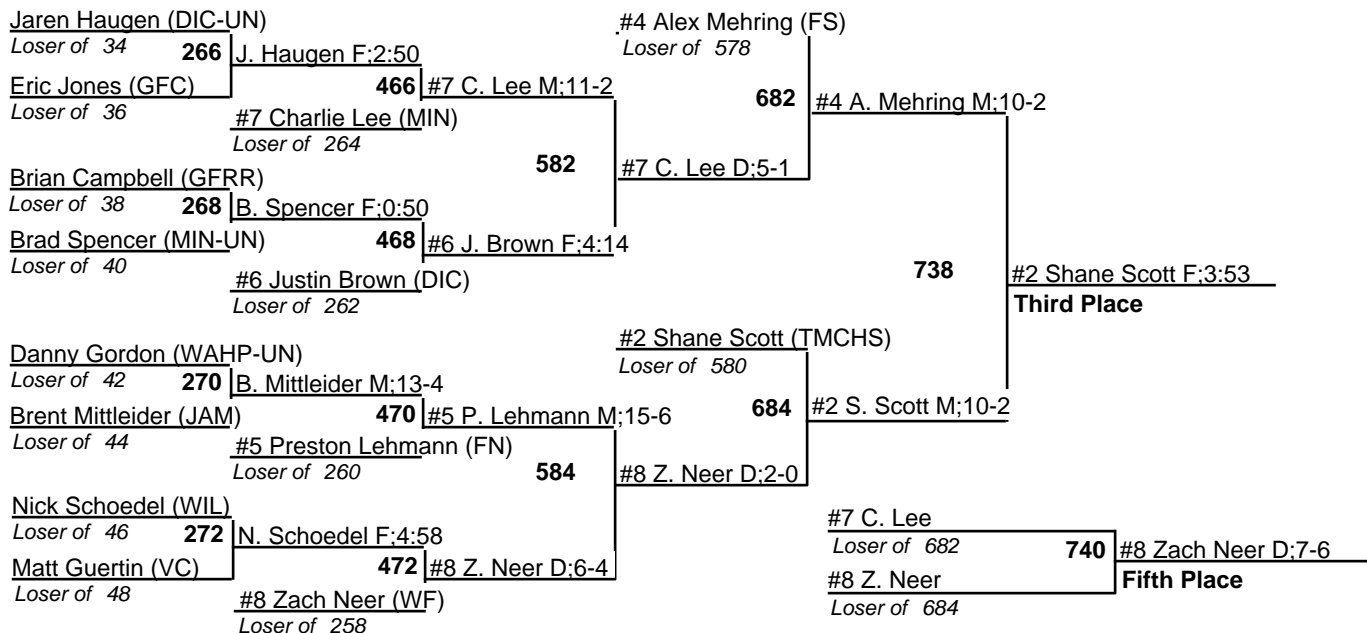 Jaren Haugen (DIC-UN)
Loser of 34
266
J. Haugen F;2:50
Eric Jones (GFC)
Loser of 36
466
#7 C. Lee M;11-2
#7 Charlie Lee (MIN)
Loser of 264
582
#7 C. Lee D;5-1
Brian Campbell (GFRR)
Loser of 38
268
B. Spencer F;0:50
Brad Spencer (MIN-UN)
Loser of 40
468
#6 J. Brown F;4:14
#6 Justin Brown (DIC)
Loser of 262
#4 Alex Mehring (FS)
Loser of 578
682
#4 A. Mehring M;10-2
738
#2 Shane Scott F;3:53
Third Place
Danny Gordon (WAHP-UN)
Loser of 42
270
B. Mittleider M;13-4
Brent Mittleider (JAM)
Loser of 44
470
#5 P. Lehmann M;15-6
#5 Preston Lehmann (FN)
Loser of 260
584
#8 Z. Neer D;2-0
Nick Schoedel (WIL)
Loser of 46
272
N. Schoedel F;4:58
Matt Guertin (VC)
Loser of 48
472
#8 Z. Neer D;6-4
#8 Zach Neer (WF)
Loser of 258
#2 Shane Scott (TMCHS)
Loser of 580
684
#2 S. Scott M;10-2
#7 C. Lee
Loser of 682
740
#8 Zach Neer D;7-6
Fifth Place
#8 Z. Neer
Loser of 684